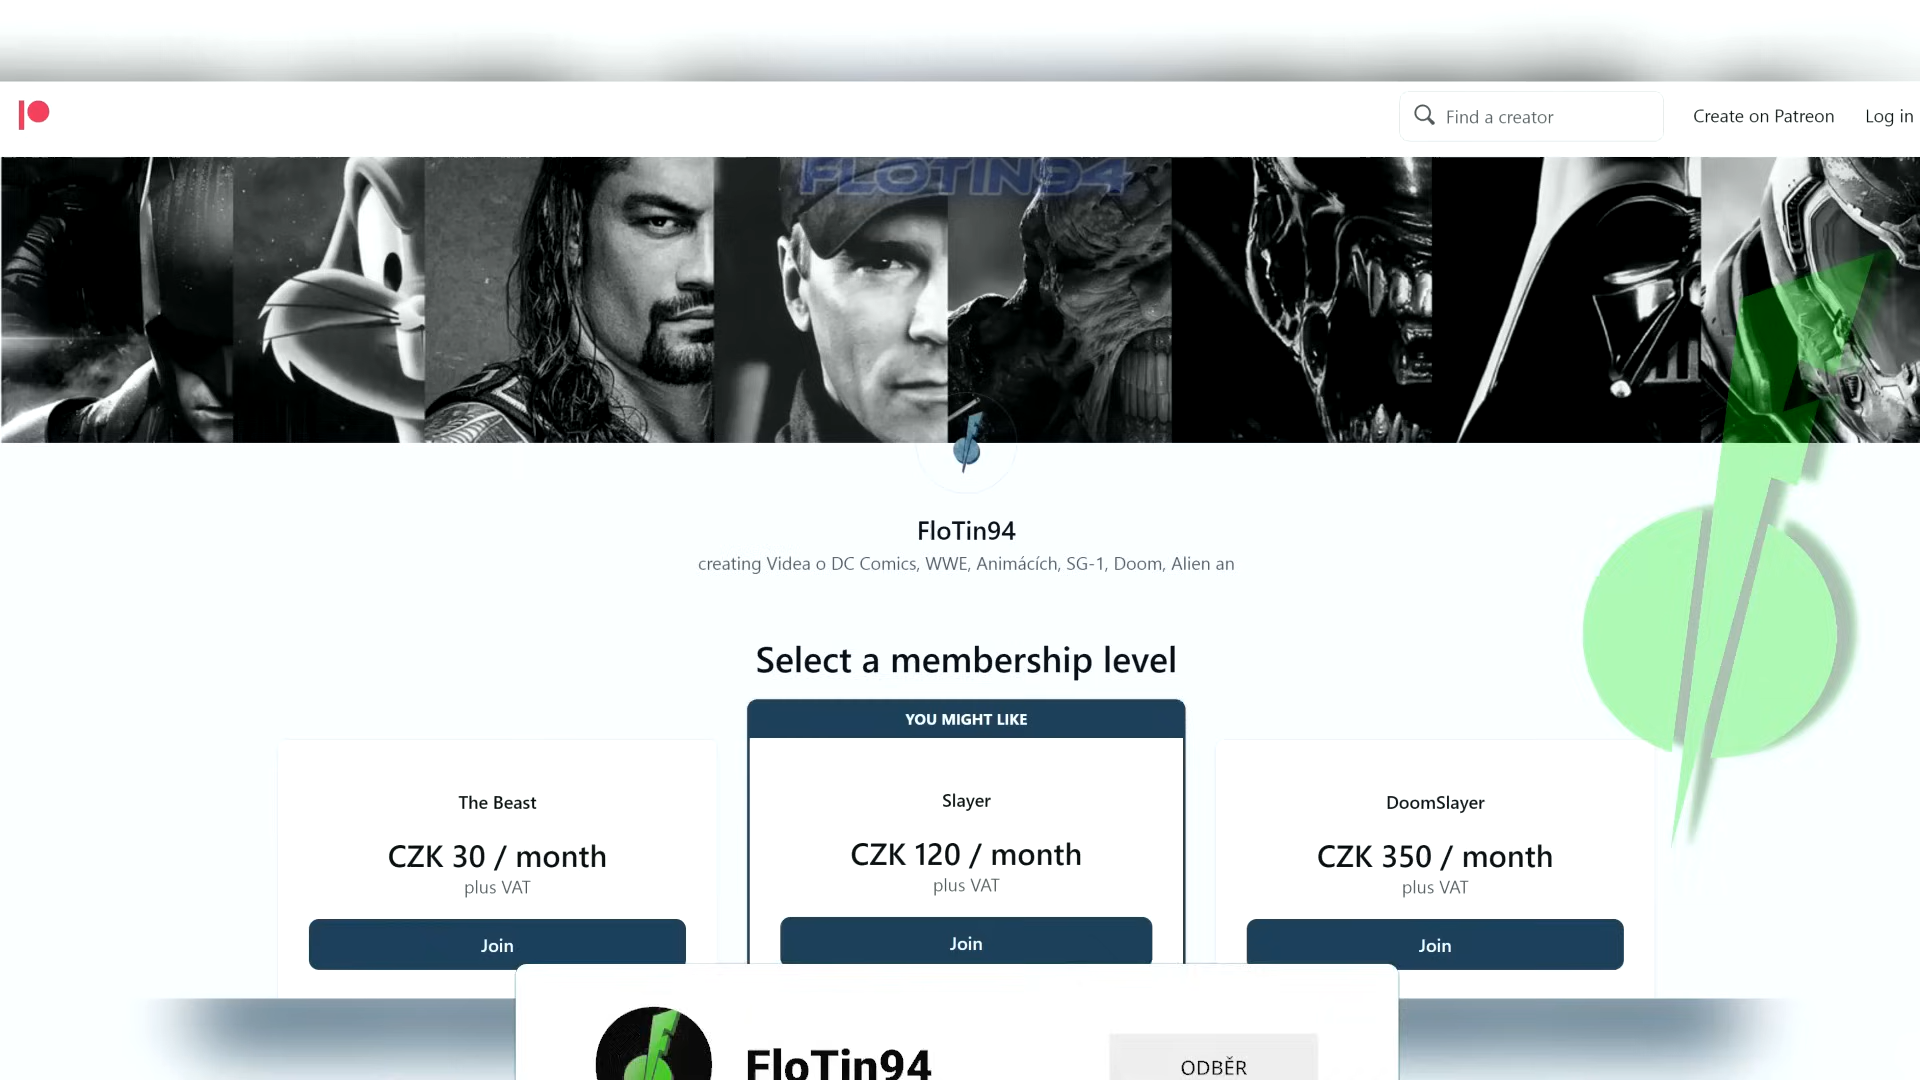 Find a creator
Create on Patreon
Log in
FLOTIN94
FloTin94
creating Videa o DC Comics, WWE, Animácích, SG-1, Doom, Alien an
Select a membership level
YOU MIGHT LIKE
The Beast
CZK 30 / month
plus VAT
Join
Slayer
CZK 120 / month
plus VAT
Join
DoomSlayer
CZK 350 / month
plus VAT
Join
FloTin94
ODBĚR